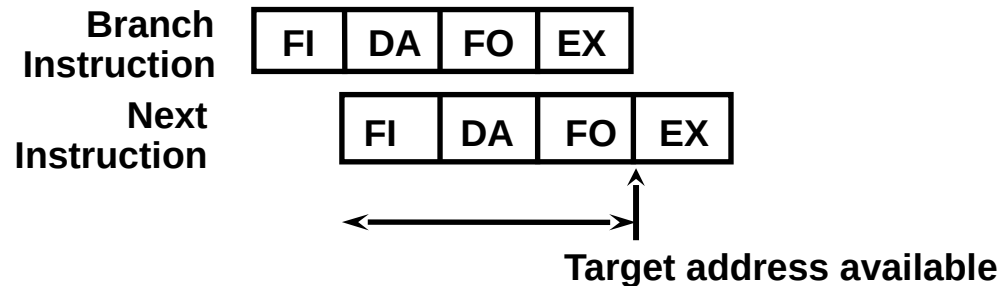 Branch
Instruction
FI DA FO EX
Next
Instruction
FI DA FO EX
Target address available